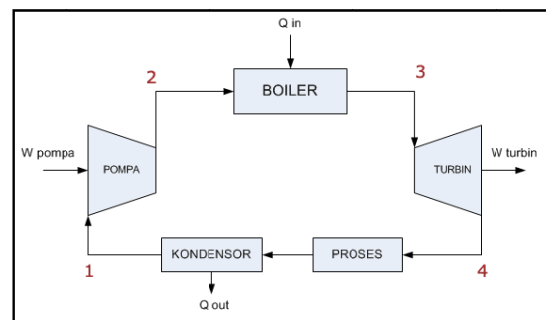 Q in
2
3
BOILER
W pompa
POMPA
TURBIN
W turbin
1
KONDENSOR
PROSES
4
Q out